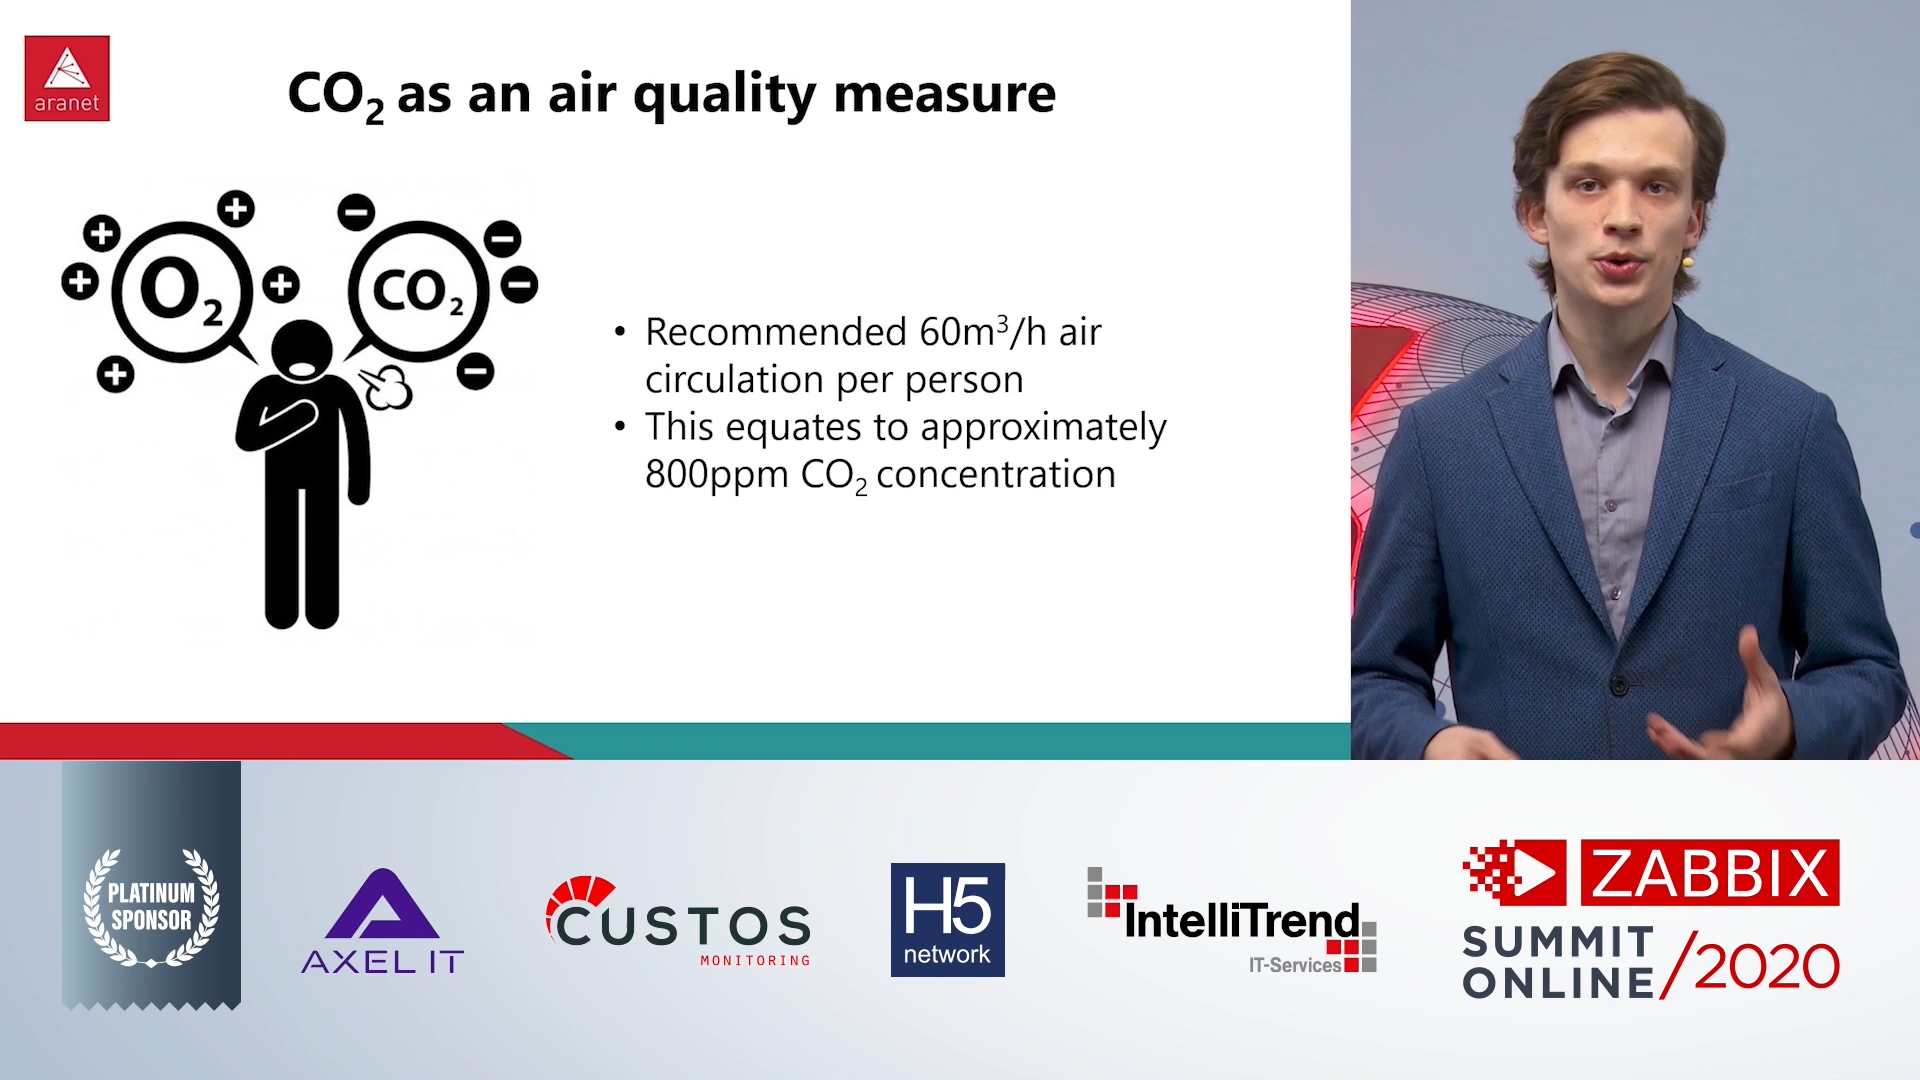 aranet
CO₂ as an air quality measure
O₂
CO₂
• Recommended 60m³/h air
circulation per person
• This equates to approximately
800ppm CO₂ concentration
PLATINUM
SPONSOR
AXEL IT
CUSTOS
MONITORING
H5
network
IntelliTrend
IT-Services
ZABBIX
SUMMIT
ONLINE/2020